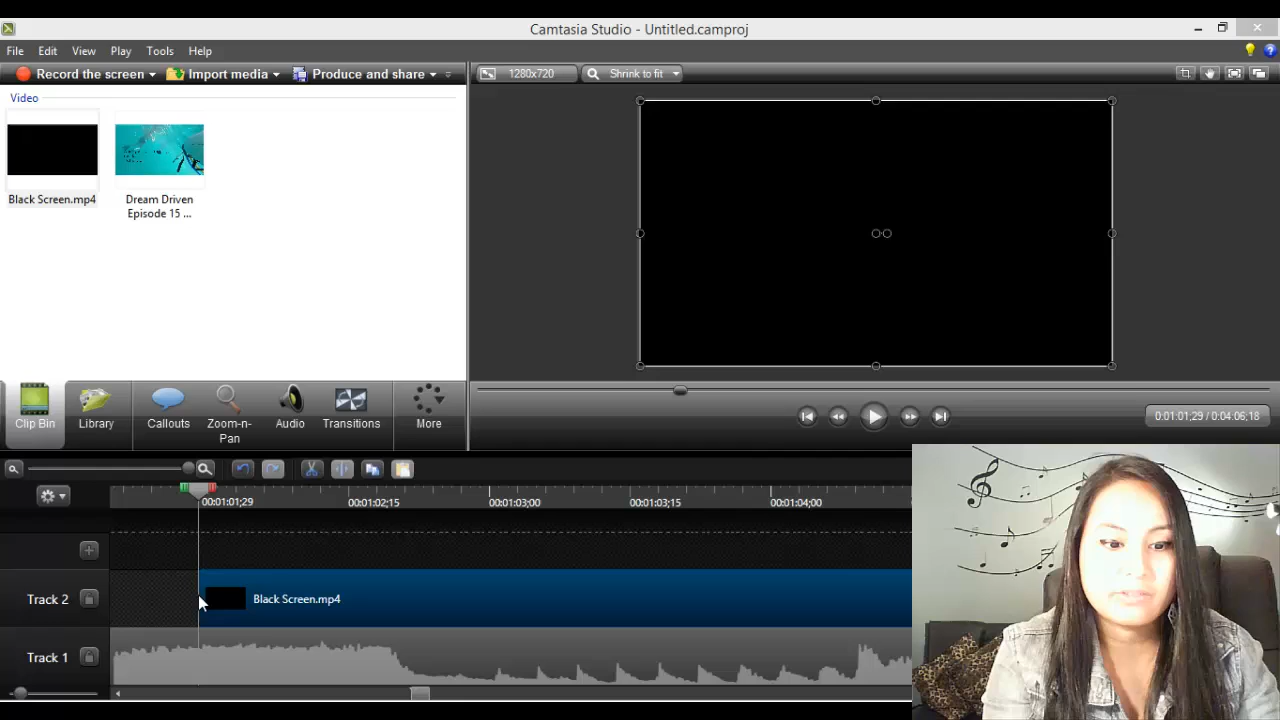 Camtasia Studio - Untitled.camproj
File Edit View Play Tools Help
Record the screen Import media Produce and share 1280x720 Shrink to fit
Video
Black Screen.mp4
Dream Driven
Episode 15 ...
Clip Bin Library Callouts Zoom-n-
Pan Audio Transitions More
0:01:01;29 / 0:04:06;18
00:01:01;29 00:01:02;15 00:01:03;00 00:01:03;15 00:01:04;00
Track 2 Black Screen.mp4
Track 1